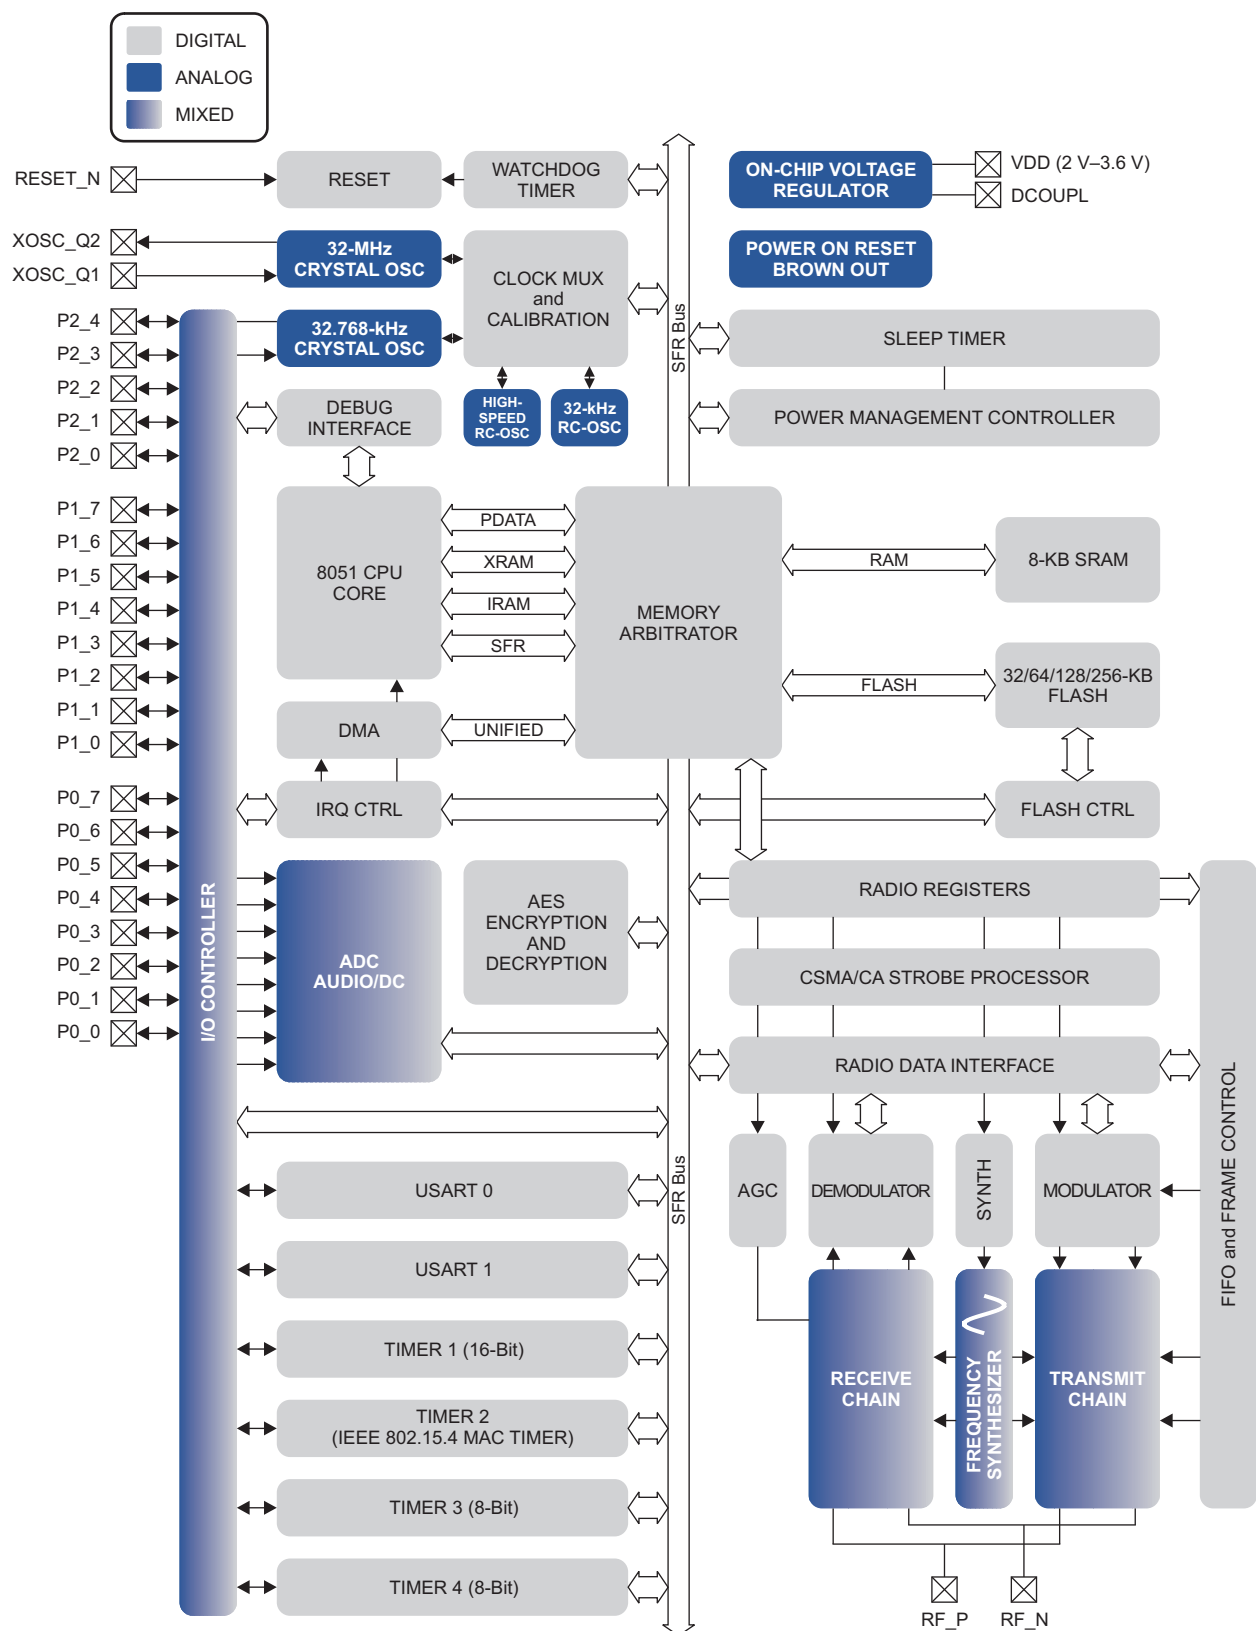 DIGITAL
ANALOG
MIXED
RESET_N
RESET
WATCHDOG
TIMER
ON-CHIP VOLTAGE
REGULATOR
VDD (2 V–3.6 V)
DCOUPL
XOSC_Q2
XOSC_Q1
32-MHz
CRYSTAL OSC
CLOCK MUX
and
CALIBRATION
POWER ON RESET
BROWN OUT
SFR Bus
P2_4
P2_3
P2_2
P2_1
P2_0
32.768-kHz
CRYSTAL OSC
SLEEP TIMER
DEBUG
INTERFACE
HIGH-
SPEED
RC-OSC
32-kHz
RC-OSC
POWER MANAGEMENT CONTROLLER
P1_7
P1_6
P1_5
P1_4
P1_3
P1_2
P1_1
P1_0
8051 CPU
CORE
PDATA
XRAM
IRAM
SFR
MEMORY
ARBITRATOR
RAM
8-KB SRAM
FLASH
32/64/128/256-KB
FLASH
DMA
UNIFIED
P0_7
P0_6
P0_5
P0_4
P0_3
P0_2
P0_1
P0_0
IRQ CTRL
FLASH CTRL
I/O CONTROLLER
ADC
AUDIO/DC
AES
ENCRYPTION
AND
DECRYPTION
RADIO REGISTERS
CSMA/CA STROBE PROCESSOR
RADIO DATA INTERFACE
FIFO and FRAME CONTROL
SFR Bus
USART 0
USART 1
TIMER 1 (16-Bit)
TIMER 2
(IEEE 802.15.4 MAC TIMER)
TIMER 3 (8-Bit)
TIMER 4 (8-Bit)
AGC
DEMODULATOR
SYNTH
MODULATOR
RECEIVE
CHAIN
FREQUENCY
SYNTHESIZER
TRANSMIT
CHAIN
RF_P
RF_N